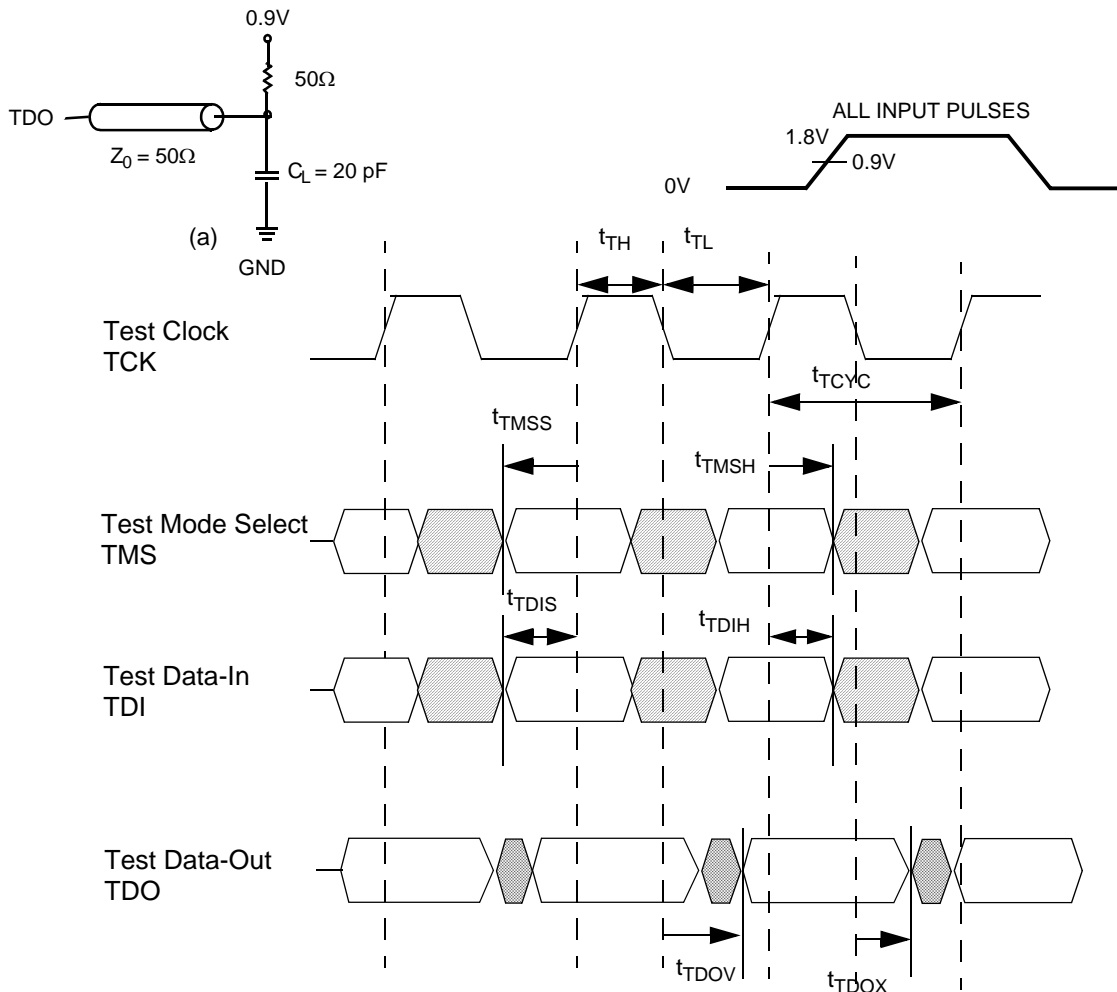 0.9V
50Ω
TDO
Z0 = 50Ω
CL = 20 pF
(a)
GND
ALL INPUT PULSES
1.8V
0.9V
0V
tTH
tTL
Test Clock
TCK
tTCYC
tTMSS
tTMSH
Test Mode Select
TMS
tTDIS
tTDIH
Test Data-In
TDI
Test Data-Out
TDO
tTDOV
tTDOX